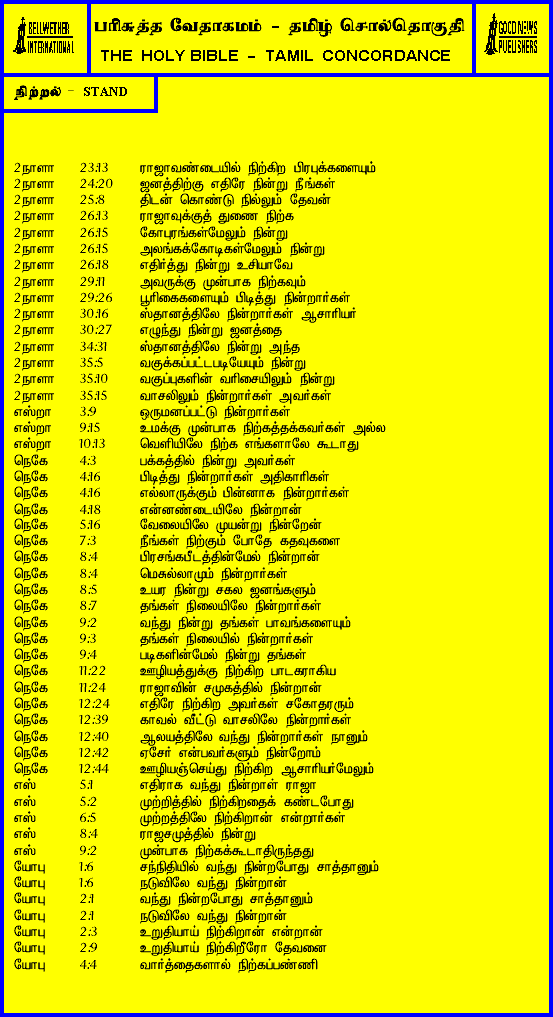 BELLWETHER INTERNATIONAL
பரிசுத்த வேதாகமம் - தமிழ் சொல்தொகுதி
THE HOLY BIBLE - TAMIL CONCORDANCE
GOOD NEWS PUBLISHERS
நிற்றல் - STAND
2நாளா 23:13 ராஜாவண்டையில் நிற்கிற பிரபுக்களையும்
2நாளா 24:20 ஜனத்திற்கு எதிரே நின்று நீங்கள்
2நாளா 25:8 திடன் கொண்டு நில்லும் தேவன்
2நாளா 26:13 ராஜாவுக்குத் துணை நிற்க
2நாளா 26:15 கோபுரங்கள்மேலும் நின்று
2நாளா 26:15 அலங்கக்கோடிகள்மேலும் நின்று
2நாளா 26:18 எதிர்த்து நின்று உசியாவே
2நாளா 29:11 அவருக்கு முன்பாக நிற்கவும்
2நாளா 29:26 பூரிகைகளையும் பிடித்து நின்றார்கள்
2நாளா 30:16 ஸ்தானத்திலே நின்றார்கள் ஆசாரியர்
2நாளா 30:27 எழுந்து நின்று ஜனத்தை
2நாளா 34:31 ஸ்தானத்திலே நின்று அந்த
2நாளா 35:5 வகுக்கப்பட்டபடியேயும் நின்று
2நாளா 35:10 வகுப்புகளின் வரிசையிலும் நின்று
2நாளா 35:15 வாசலிலும் நின்றார்கள் அவர்கள்
எஸ்றா 3:9 ஒருமனப்பட்டு நின்றார்கள்
எஸ்றா 9:15 உமக்கு முன்பாக நிற்கத்தக்கவர்கள் அல்ல
எஸ்றா 10:13 வெளியிலே நிற்க எங்களாலே கூடாது
நெகே 4:3 பக்கத்தில் நின்று அவர்கள்
நெகே 4:16 பிடித்து நின்றார்கள் அதிகாரிகள்
நெகே 4:16 எல்லாருக்கும் பின்னாக நின்றார்கள்
நெகே 4:18 என்னண்டையிலே நின்றான்
நெகே 5:16 வேலையிலே முயன்று நின்றேன்
நெகே 7:3 நீங்கள் நிற்கும் போதே கதவுகளை
நெகே 8:4 பிரசங்கபீடத்தின்மேல் நின்றான்
நெகே 8:4 மெசுல்லாமும் நின்றார்கள்
நெகே 8:5 உயர நின்று சகல ஜனங்களும்
நெகே 8:7 தங்கள் நிலையிலே நின்றார்கள்
நெகே 9:2 வந்து நின்று தங்கள் பாவங்களையும்
நெகே 9:3 தங்கள் நிலையில் நின்றார்கள்
நெகே 9:4 படிகளின்மேல் நின்று தங்கள்
நெகே 11:22 ஊழியத்துக்கு நிற்கிற பாடகராகிய
நெகே 11:24 ராஜாவின் சமுகத்தில் நின்றான்
நெகே 12:24 எதிரே நிற்கிற அவர்கள் சகோதரரும்
நெகே 12:39 காவல் வீட்டு வாசலிலே நின்றார்கள்
நெகே 12:40 ஆலயத்திலே வந்து நின்றார்கள் நானும்
நெகே 12:42 ஏசேர் என்பவர்களும் நின்றோம்
நெகே 12:44 ஊழியஞ்செய்து நிற்கிற ஆசாரியர்மேலும்
எஸ் 5:1 எதிராக வந்து நின்றாள் ராஜா
எஸ் 5:2 முற்றித்தில் நிற்கிறதைக் கண்டபோது
எஸ் 6:5 முற்றத்திலே நிற்கிறான் என்றார்கள்
எஸ் 8:4 ராஜசமுத்தில் நின்று
எஸ் 9:2 முன்பாக நிற்கக்கூடாதிருந்தது
யோபு 1:6 சந்நிதியில் வந்து நின்றபோது சாத்தானும்
யோபு 1:6 நடுவிலே வந்து நின்றான்
யோபு 2:1 வந்து நின்றபோது சாத்தானும்
யோபு 2:1 நடுவிலே வந்து நின்றான்
யோபு 2:3 உறுதியாய் நிற்கிறான் என்றான்
யோபு 2:9 உறுதியாய் நிற்கிறீரோ தேவனை
யோபு 4:4 வார்த்தைகளால் நிற்கப்பண்ணி